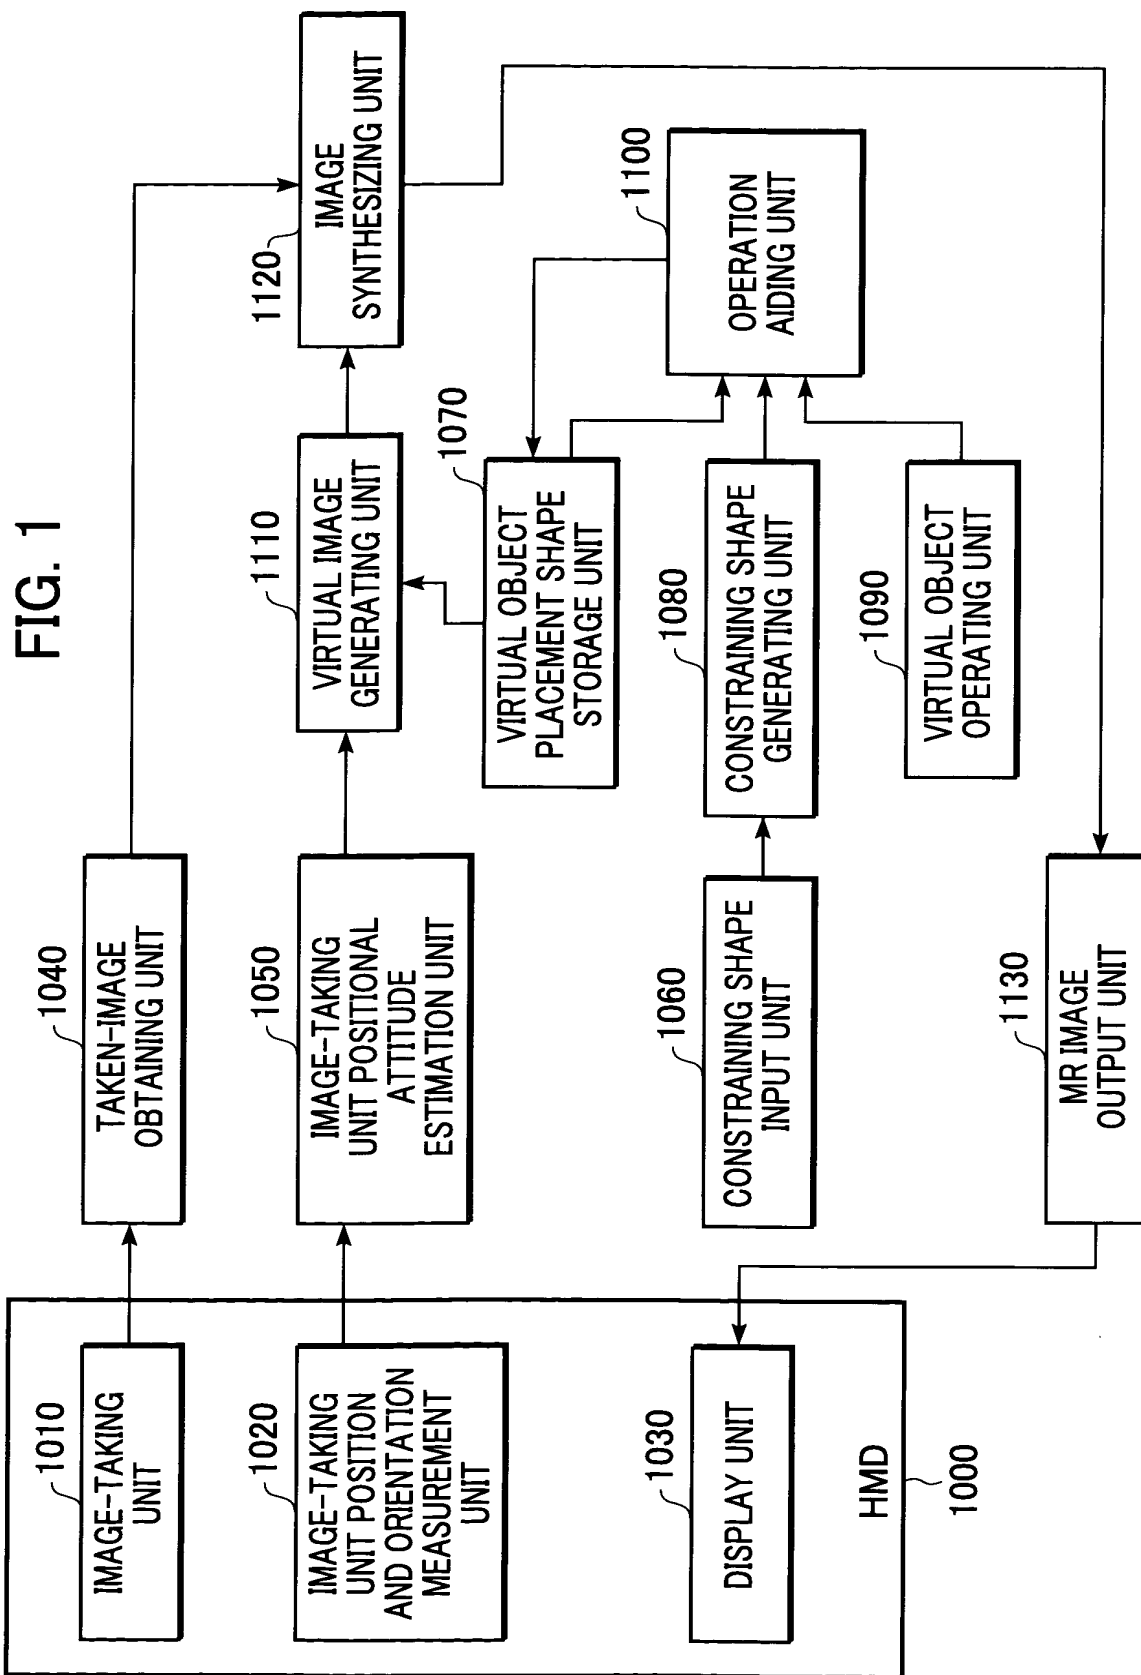 FIG. 1
1010
IMAGE-TAKING
UNIT
1020
IMAGE-TAKING
UNIT POSITION
AND ORIENTATION
MEASUREMENT
UNIT
1030
DISPLAY UNIT
HMD
1000
1040
TAKEN-IMAGE
OBTAINING UNIT
1050
IMAGE-TAKING
UNIT POSITIONAL
ATTITUDE
ESTIMATION UNIT
1060
CONSTRAINING SHAPE
INPUT UNIT
1130
MR IMAGE
OUTPUT UNIT
1110
VIRTUAL IMAGE
GENERATING UNIT
1070
VIRTUAL OBJECT
PLACEMENT SHAPE
STORAGE UNIT
1080
CONSTRAINING SHAPE
GENERATING UNIT
1090
VIRTUAL OBJECT
OPERATING UNIT
1120
IMAGE
SYNTHESIZING UNIT
1100
OPERATION
AIDING UNIT